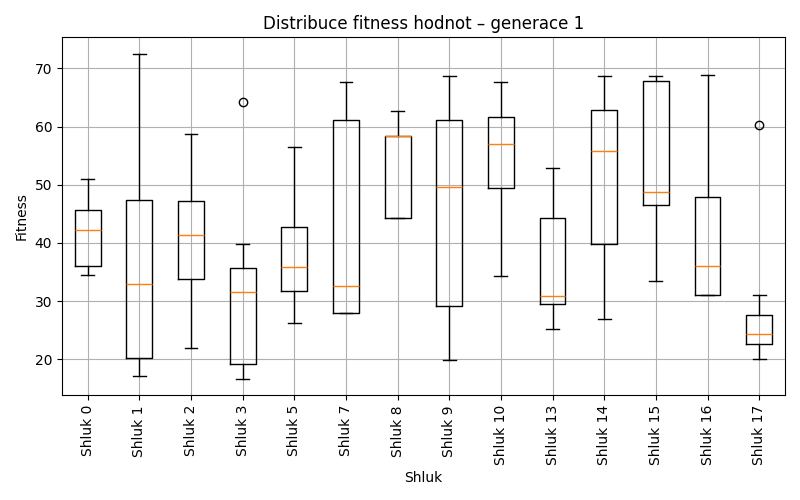 Distribuce fitness hodnot – generace 1
Fitness
70
60
50
40
30
20
Shluk 0
Shluk 1
Shluk 2
Shluk 3
Shluk 5
Shluk 7
Shluk 8
Shluk 9
Shluk 10
Shluk 13
Shluk 14
Shluk 15
Shluk 16
Shluk 17
Shluk